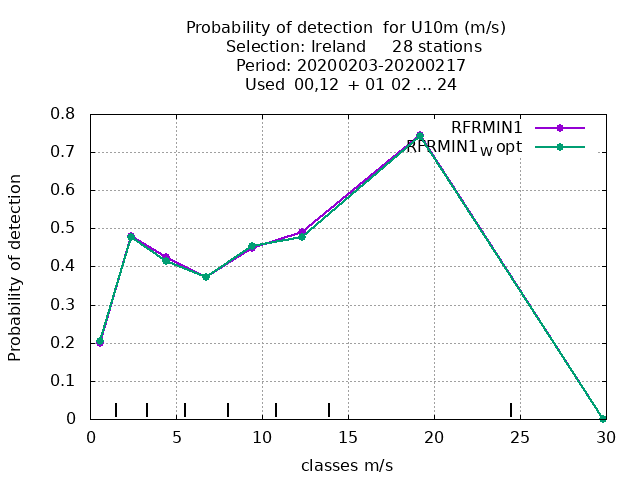 Probability of detection  for U10m (m/s)
Selection: Ireland     28 stations
Period: 20200203-20200217
Used  00,12  + 01 02 ... 24
RFRMIN1
RFRMIN1W opt
Probability of detection
0.8
0.7
0.6
0.5
0.4
0.3
0.2
0.1
0
0 5 10 15 20 25 30
classes m/s